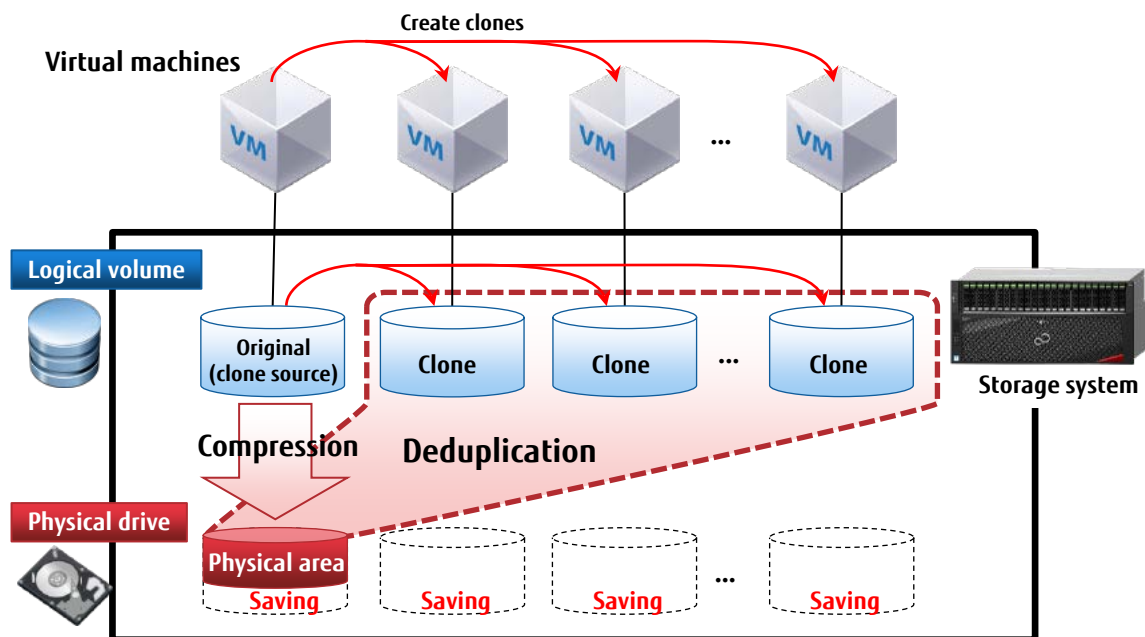 Create clones
Virtual machines
VM
VM
VM
...
VM
Logical volume
Original
(clone source)
Clone
Clone
...
Clone
Storage system
Compression
Deduplication
Physical drive
Physical area
Saving
Saving
Saving
...
Saving